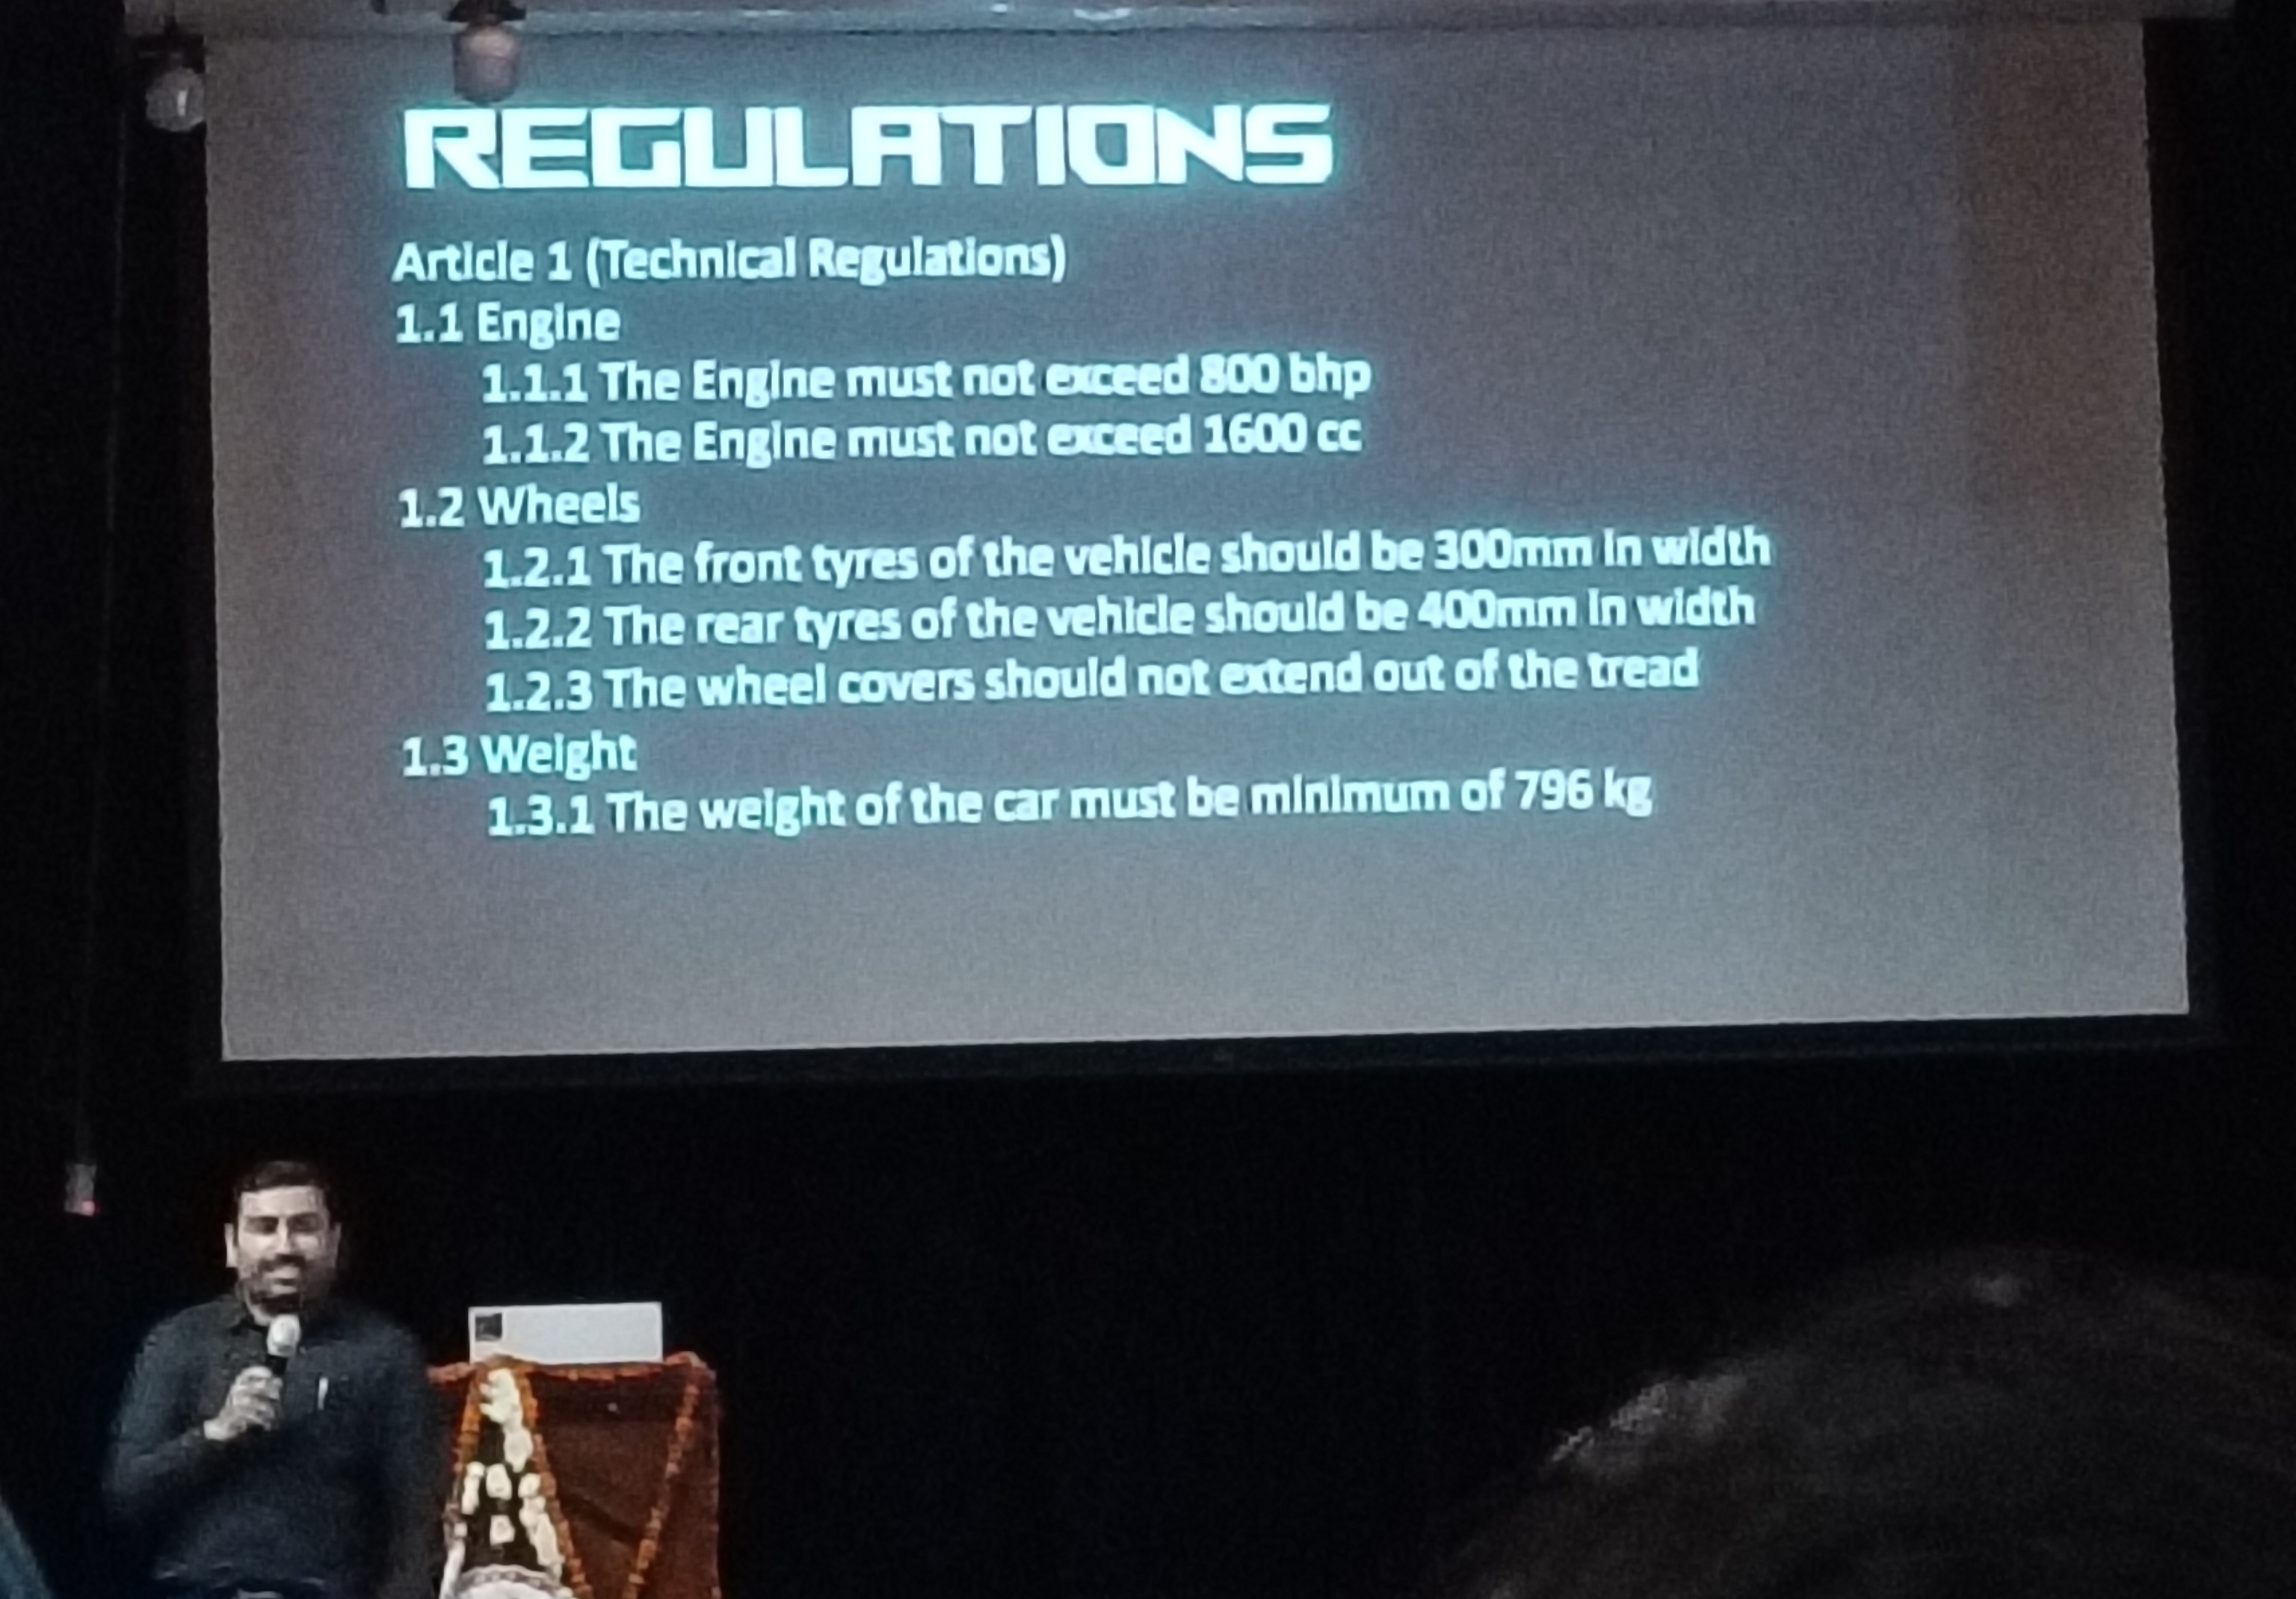 REGULATIONS
Article 1 (Technical Regulations)
1.1 Engine
1.1.1 The Engine must not exceed 800 bhp
1.1.2 The Engine must not exceed 1600 cc
1.2 Wheels
1.2.1 The front tyres of the vehicle should be 300mm in width
1.2.2 The rear tyres of the vehicle should be 400mm in width
1.2.3 The wheel covers should not extend out of the tread
1.3 Weight
1.3.1 The weight of the car must be minimum of 796 kg